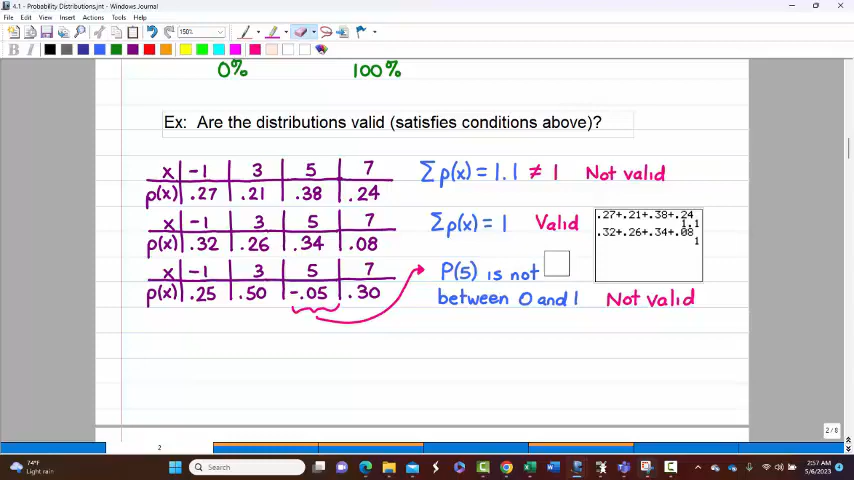 4.1 - Probability Distributions.jnt - Windows Journal
File Edit View Insert Actions Tools Help
150%
B I
0% 100%
Ex: Are the distributions valid (satisfies conditions above)?
x -1 3 5 7
p(x) .27 .21 .38 .24
Σp(x) = 1.1 ≠ 1 Not valid
x -1 3 5 7
p(x) .32 .26 .34 .08
Σp(x) = 1 Valid
.27+.21+.38+.24
1.1
.32+.26+.34+.08
1
x -1 3 5 7
p(x) .25 .50 -.05 .30
P(5) is not
between 0 and 1 Not valid
2 / 8
2
74°F
Light rain
Search
2:57 AM
5/6/2023